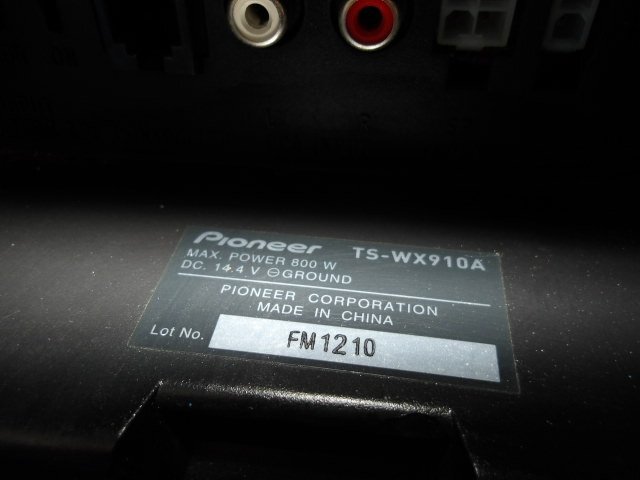 Pioneer TS-WX910A
MAX. POWER 800 W
DC. 14.4 V ⊖GROUND
PIONEER CORPORATION
MADE IN CHINA
Lot No. FM1210